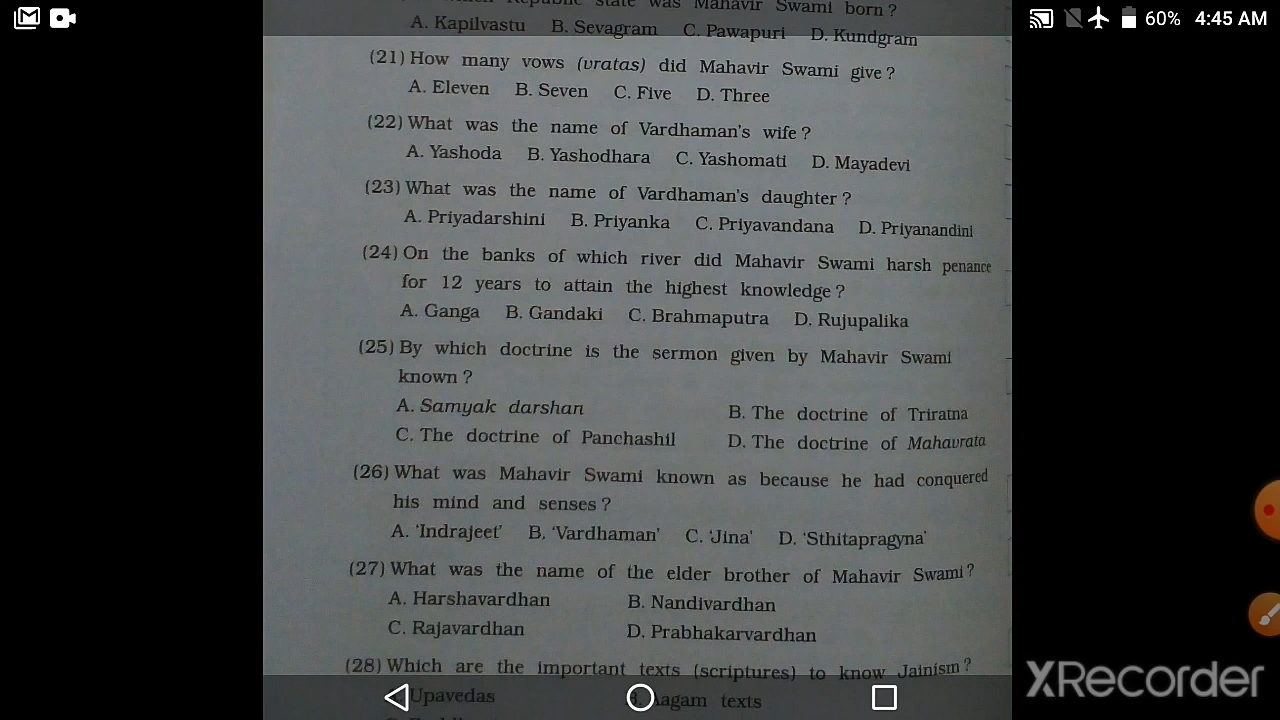 60% 4:45 AM
Republic state was Mahavir Swami born ?
A. Kapilvastu B. Sevagram C. Pawapuri D. Kundgram
(21) How many vows (vratas) did Mahavir Swami give ?
A. Eleven B. Seven C. Five D. Three
(22) What was the name of Vardhaman's wife ?
A. Yashoda B. Yashodhara C. Yashomati D. Mayadevi
(23) What was the name of Vardhaman's daughter ?
A. Priyadarshini B. Priyanka C. Priyavandana D. Priyanandini
(24) On the banks of which river did Mahavir Swami harsh penance
for 12 years to attain the highest knowledge ?
A. Ganga B. Gandaki C. Brahmaputra D. Rujupalika
(25) By which doctrine is the sermon given by Mahavir Swami
known ?
A. Samyak darshan B. The doctrine of Triratna
C. The doctrine of Panchashil D. The doctrine of Mahavrata
(26) What was Mahavir Swami known as because he had conquered
his mind and senses ?
A. 'Indrajeet' B. 'Vardhaman' C. 'Jina' D. 'Sthitapragyna'
(27) What was the name of the elder brother of Mahavir Swami ?
A. Harshavardhan B. Nandivardhan
C. Rajavardhan D. Prabhakarvardhan
(28) Which are the important texts (scriptures) to know Jainism ?
Upavedas B. Aagam texts
XRecorder